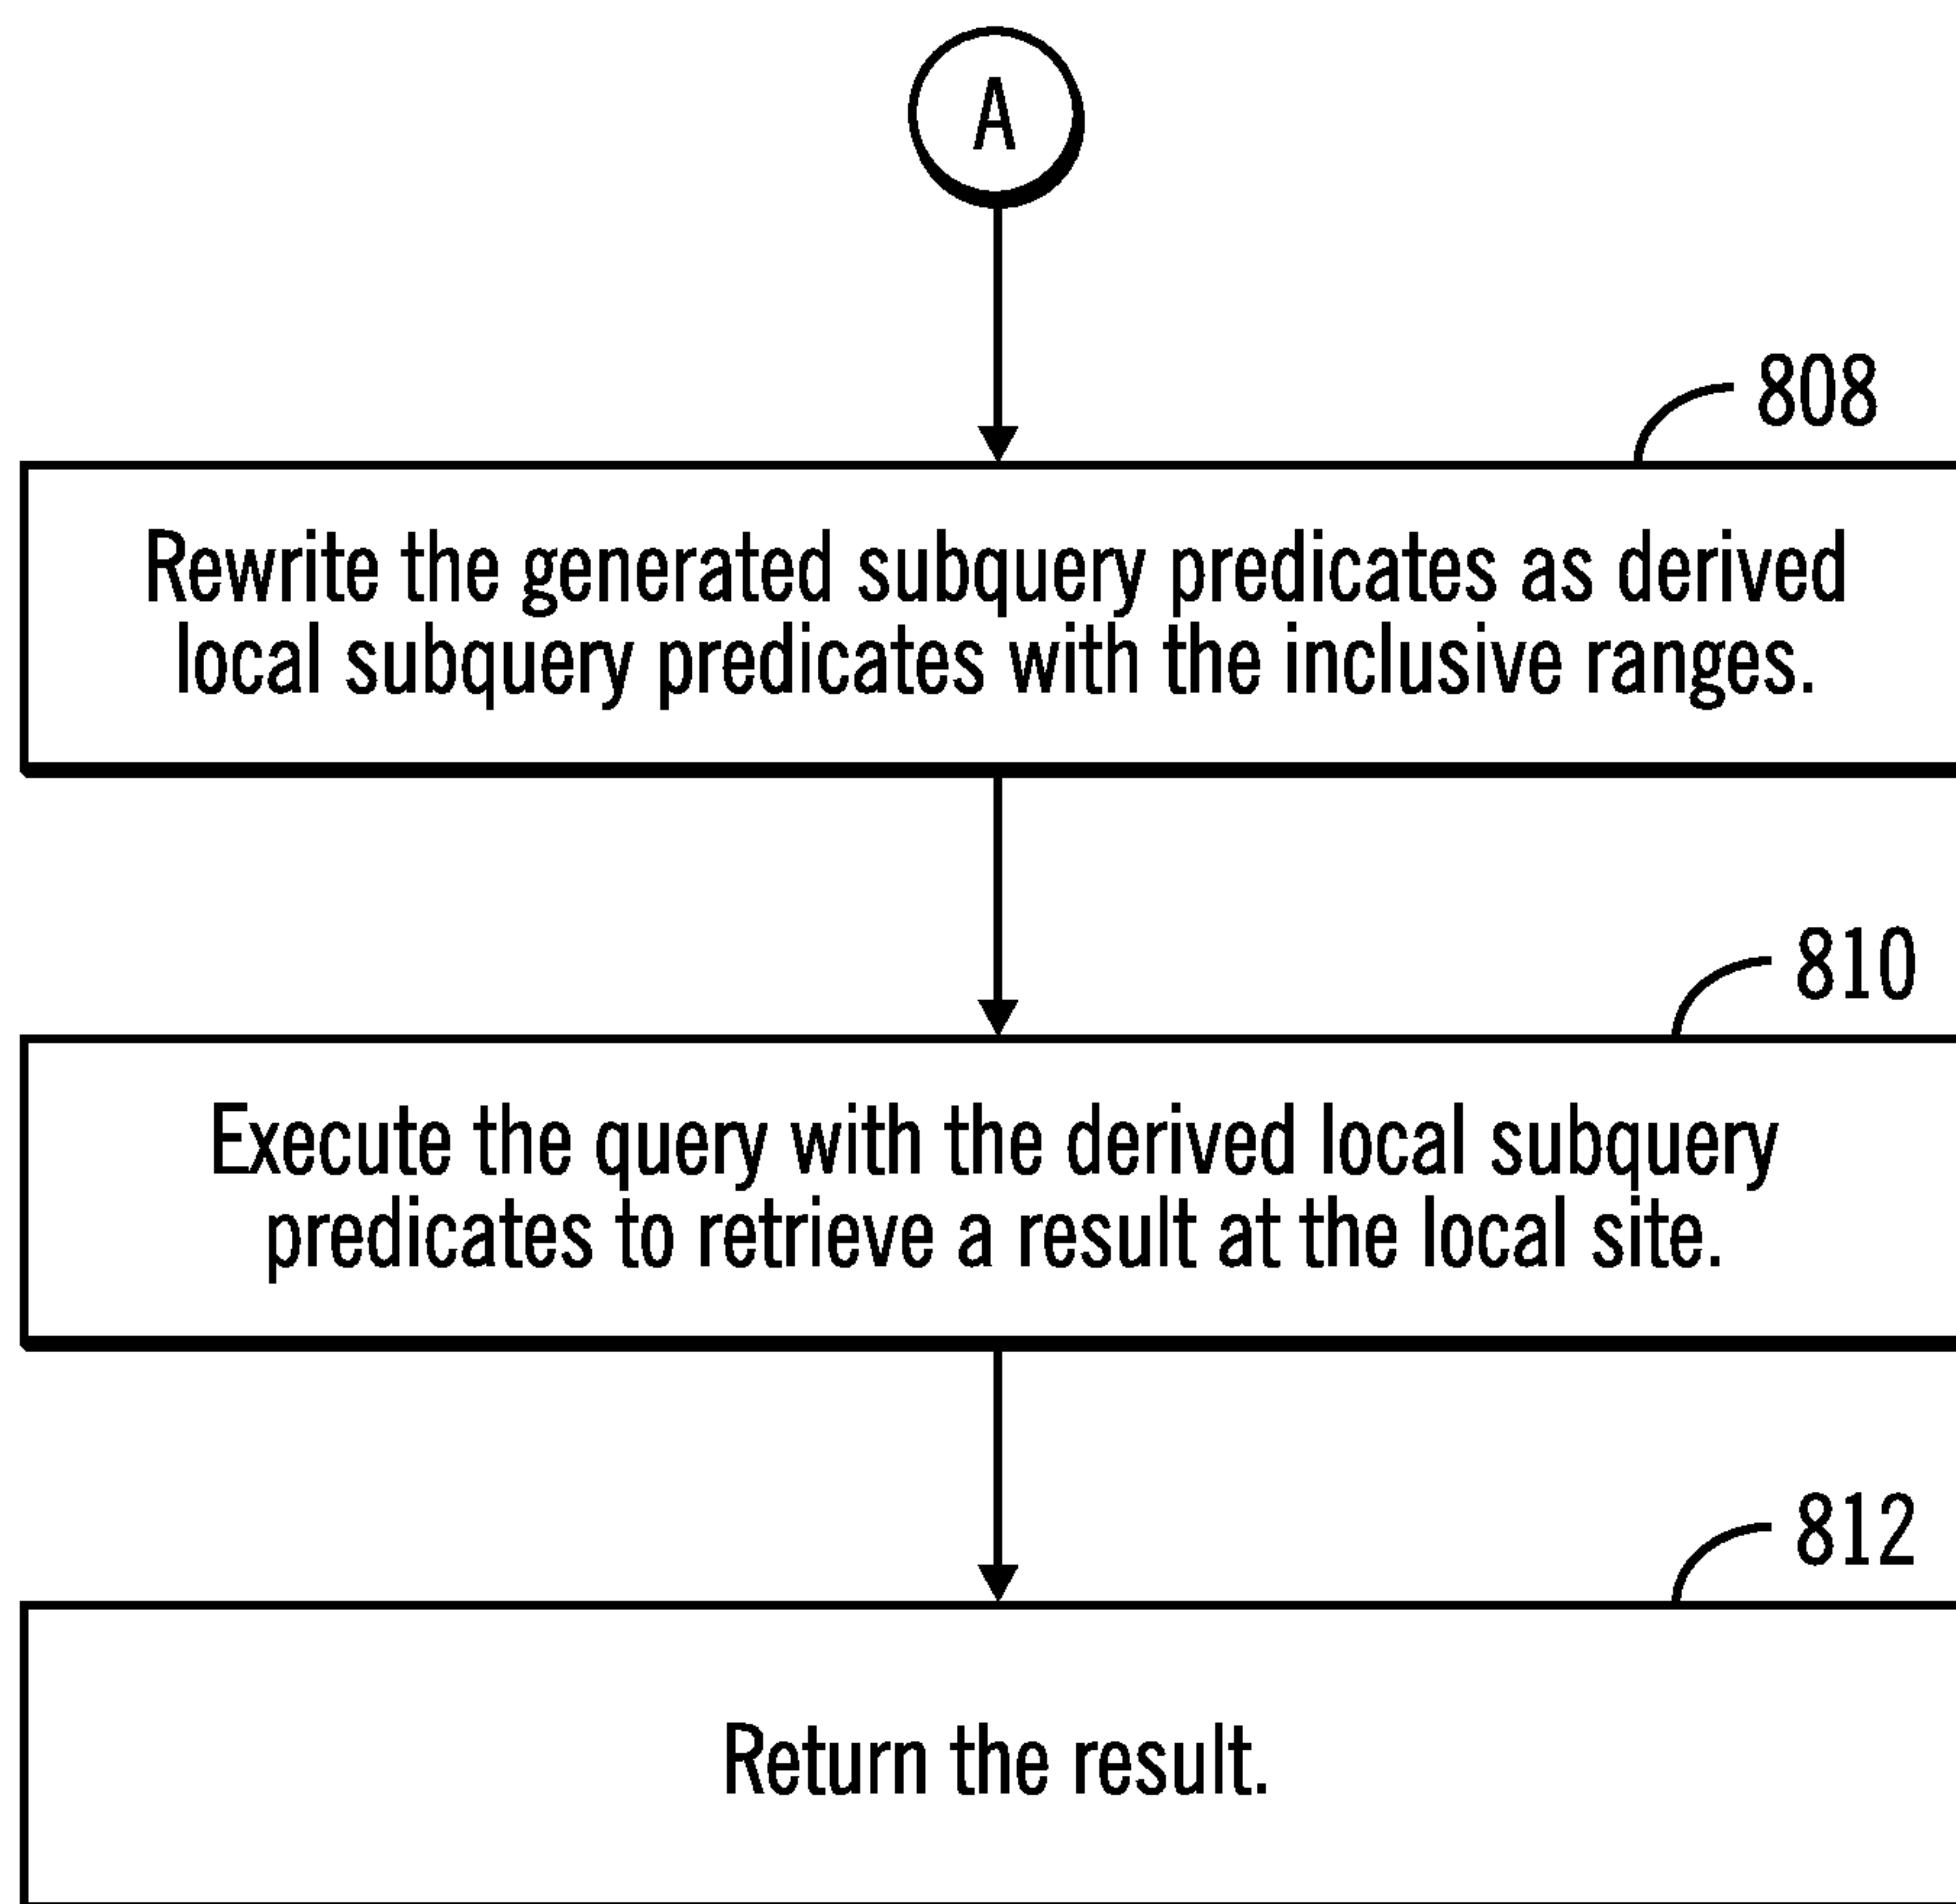 A
808
Rewrite the generated subquery predicates as derived
local subquery predicates with the inclusive ranges.
810
Execute the query with the derived local subquery
predicates to retrieve a result at the local site.
812
Return the result.